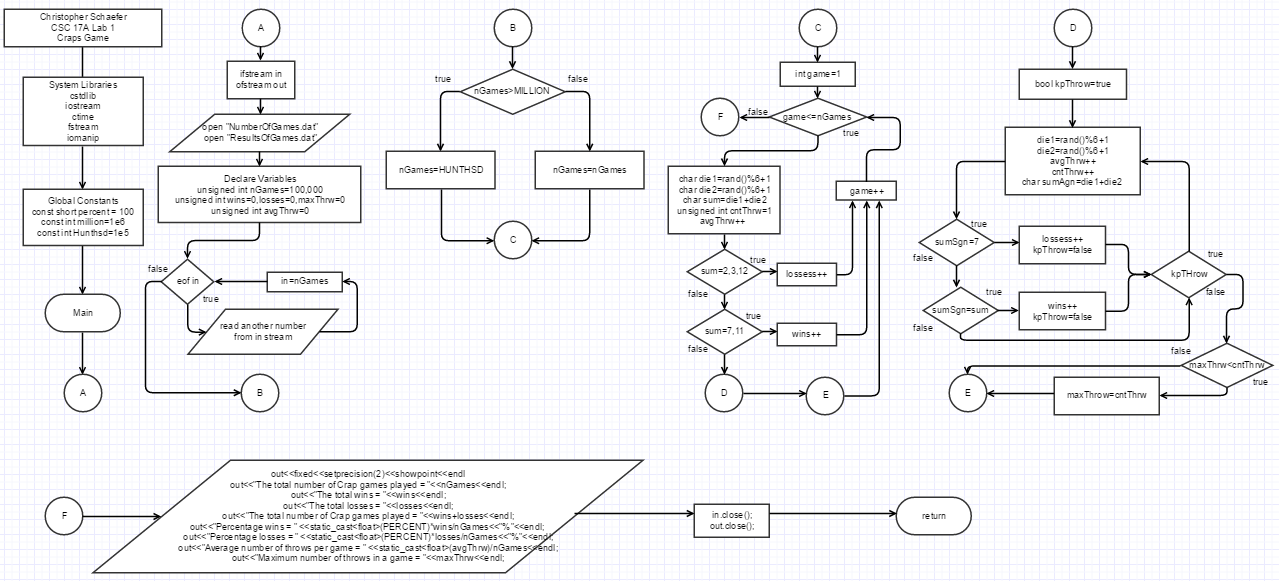 Christopher Schaefer
CSC 17A Lab 1
Craps Game
System Libraries
cstdlib
iostream
ctime
fstream
iomanip
Global Constants
const short percent = 100
const int million=1e6
const int Hunthsd=1e5
Main
A
A
ifstream in
ofstream out
open "NumberOfGames.dat"
open "ResultsOfGames.dat"
Declare Variables
unsigned int nGames=100,000
unsigned int wins=0,losses=0,maxThrw=0
unsigned int avgThrw=0
false
eof in
true
in=nGames
read another number
from in stream
B
B
true
false
nGames>MILLION
nGames=HUNTHSD
nGames=nGames
C
C
int game=1
F
false
game<=nGames
true
char die1=rand()%6+1
char die2=rand()%6+1
char sum=die1+die2
unsigned int cntThrw=1
avgThrw++
game++
sum=2,3,12
true
lossess++
false
sum=7,11
true
wins++
false
D
E
D
bool kpThrow=true
die1=rand()%6+1
die2=rand()%6+1
avgThrw++
cntThrw++
char sumAgn=die1+die2
sumSgn=7
true
false
lossess++
kpThrow=false
sumSgn=sum
true
false
wins++
kpThrow=false
kpTHrow
true
false
maxThrw<cntThrw
false
true
maxThrow=cntThrw
E
F
out<<fixed<<setprecision(2)<<showpoint<<endl
out<<"The total number of Crap games played = "<<nGames<<endl;
out<<"The total wins = "<<wins<<endl;
out<<"The total losses = "<<losses<<endl;
out<<"The total number of Crap games played = "<<wins+losses<<endl;
out<<"Percentage wins = " <<static_cast<float>(PERCENT)*wins/nGames<<"%"<<endl;
out<<"Percentage losses = " <<static_cast<float>(PERCENT)*losses/nGames<<"%"<<endl;
out<<"Average number of throws per game = " <<static_cast<float>(avgThrw)/nGames<<endl;
out<<"Maximum number of throws in a game = "<<maxThrw<<endl;
in.close();
out.close();
return